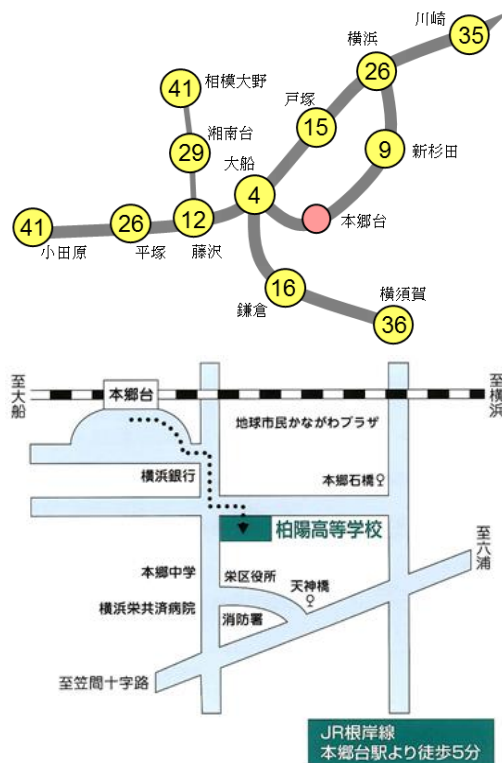 川崎
35
横浜
26
41
相模大野
戸塚
15
湘南台
29
9
新杉田
大船
4
本郷台
12
26
41
小田原
平塚
藤沢
16
鎌倉
横須賀
36
至大船
本郷台
至横浜
地球市民かながわプラザ
横浜銀行
本郷石橋
柏陽高等学校
至六浦
本郷中学
栄区役所
天神橋
横浜栄共済病院
消防署
至笠間十字路
JR根岸線
本郷台駅より徒歩5分